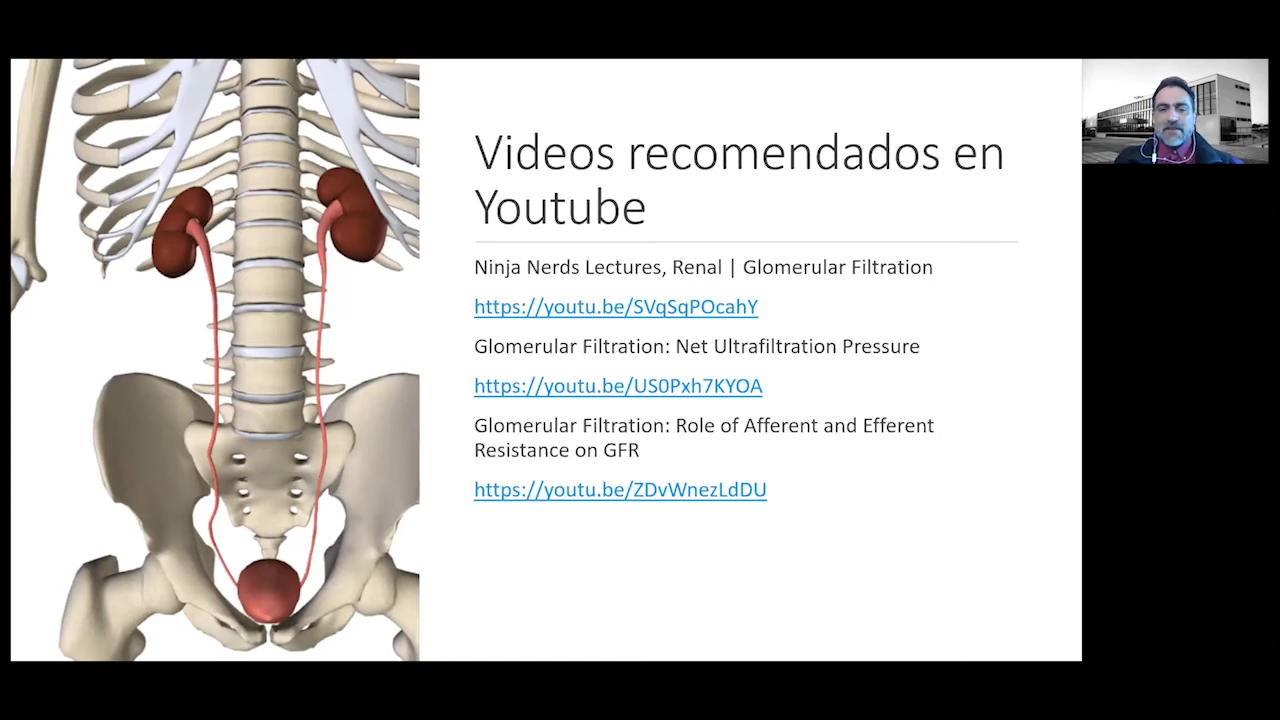 Videos recomendados en
Youtube
Ninja Nerds Lectures, Renal | Glomerular Filtration
https://youtu.be/SVqSqPOcahY
Glomerular Filtration: Net Ultrafiltration Pressure
https://youtu.be/US0Pxh7KYOA
Glomerular Filtration: Role of Afferent and Efferent
Resistance on GFR
https://youtu.be/ZDvWnezLdDU